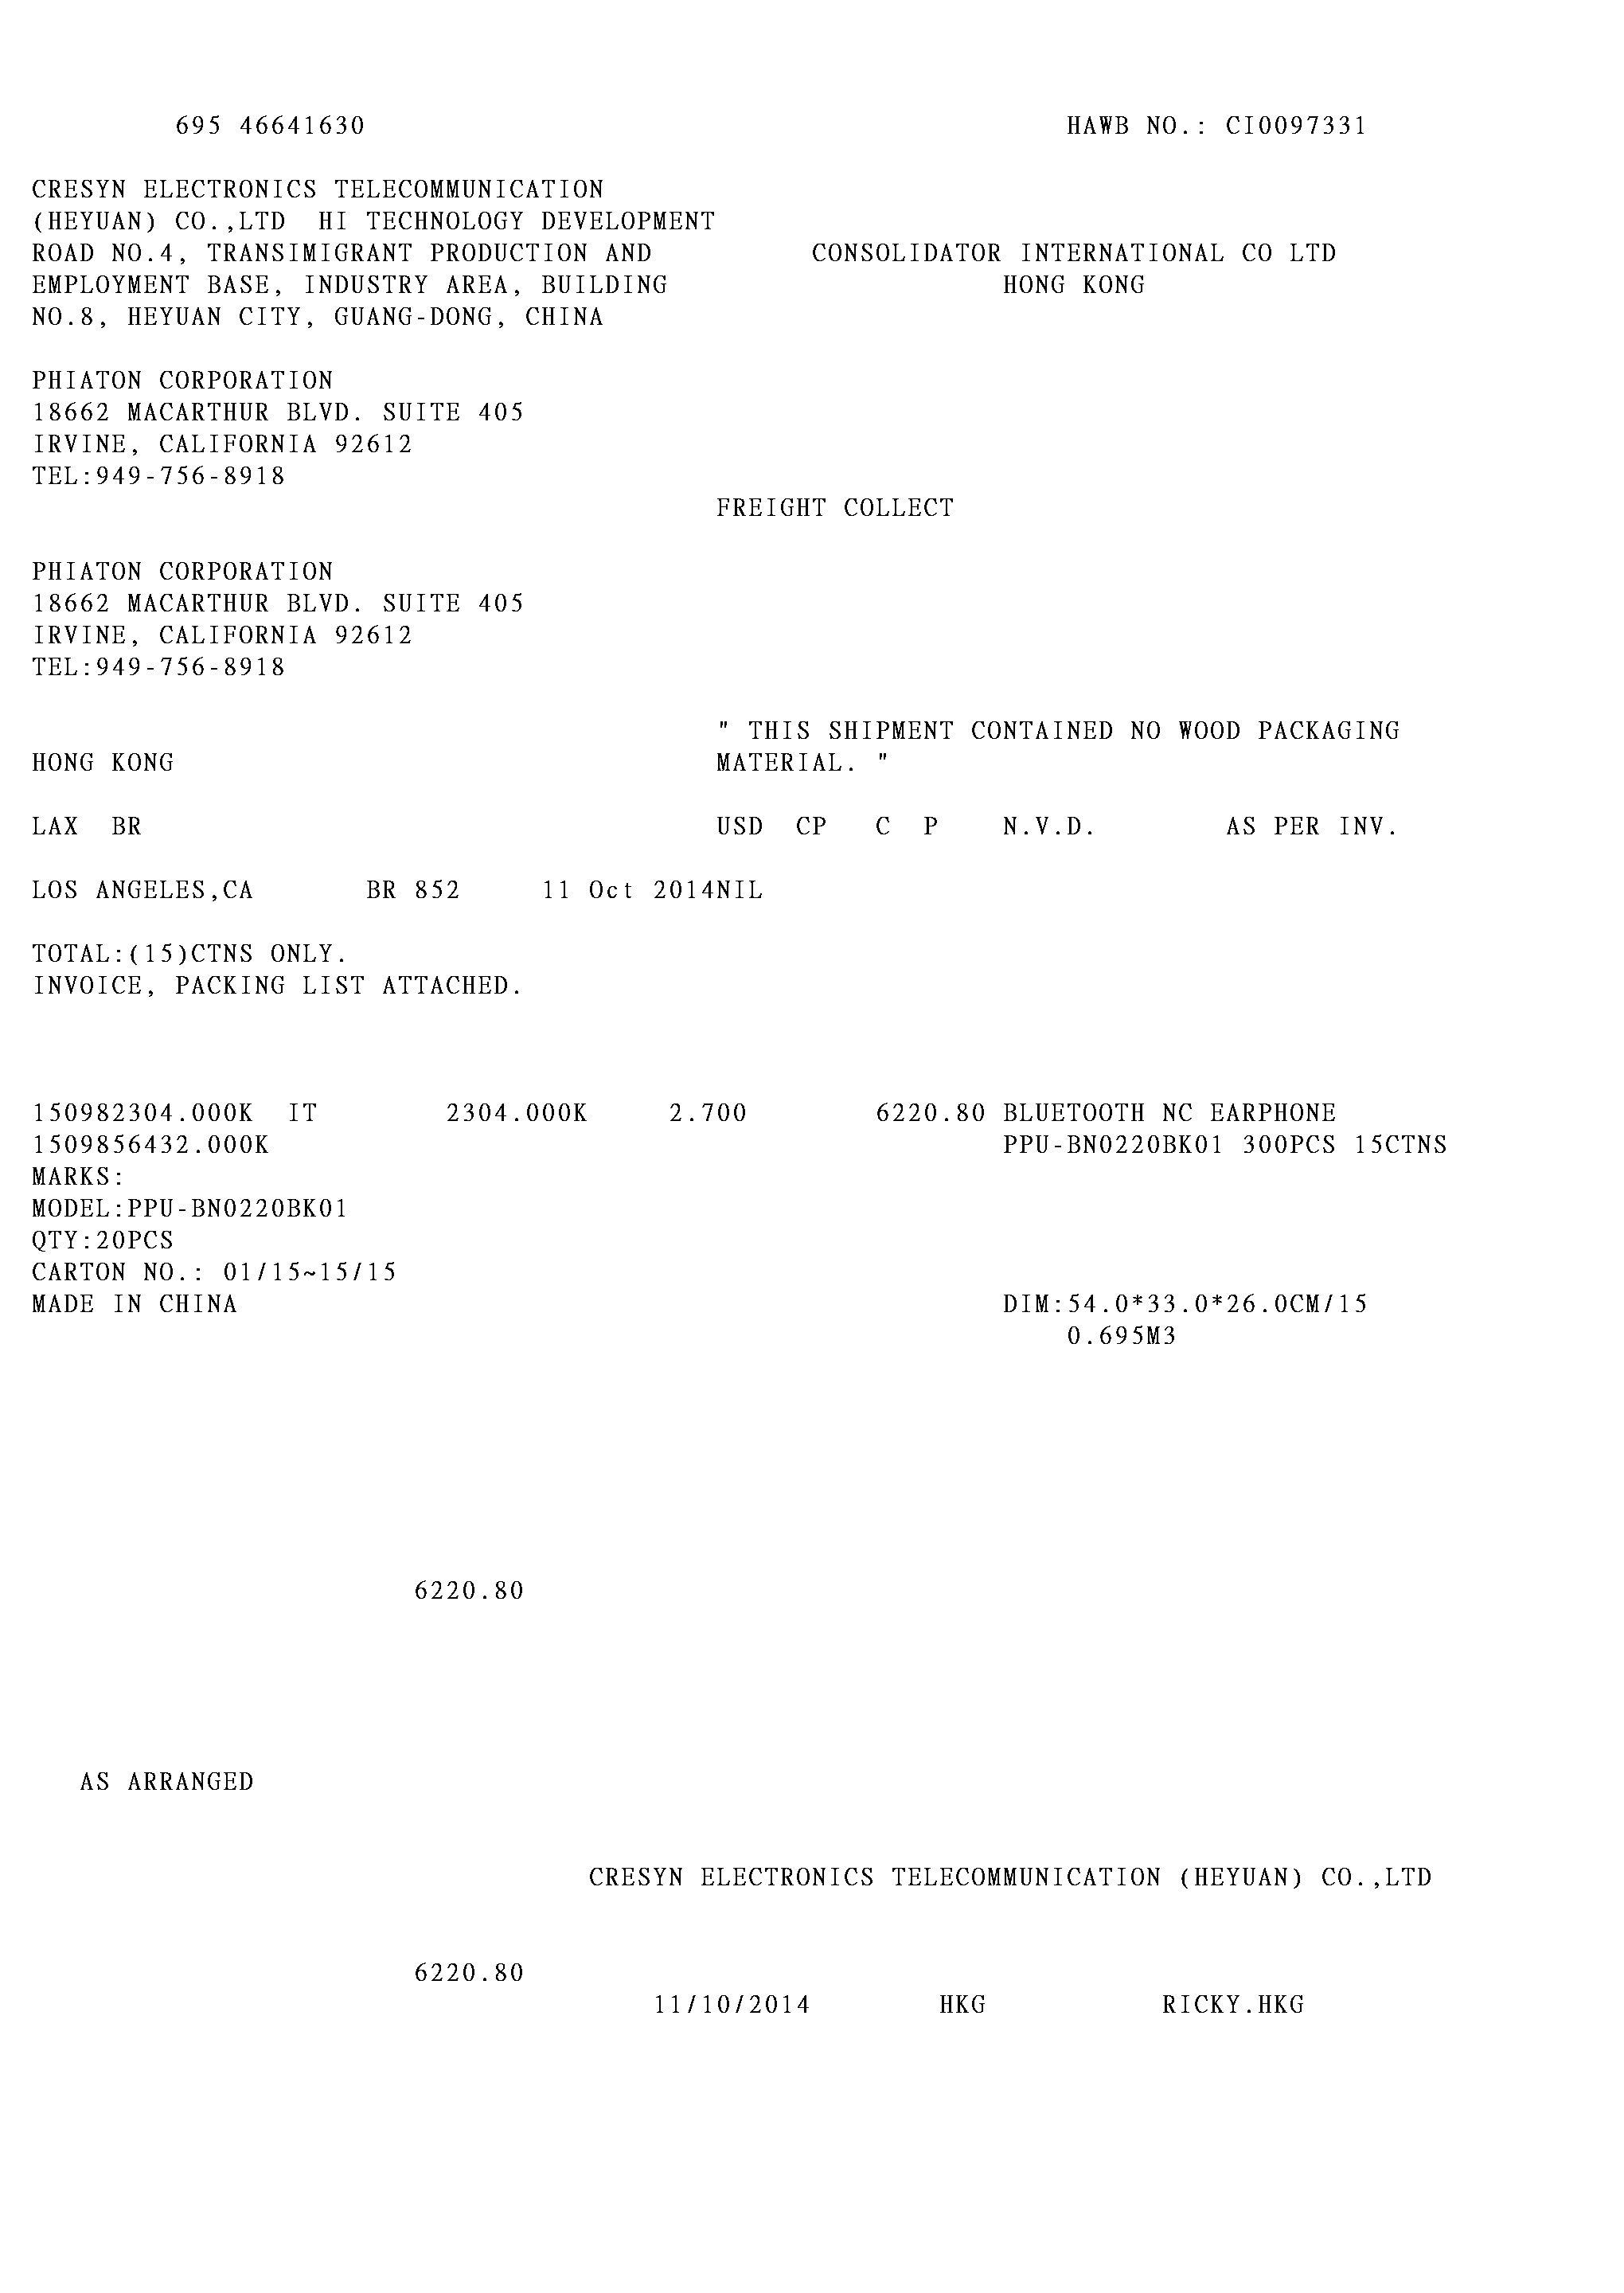 695 46641630 HAWB NO.: CI0097331
CRESYN ELECTRONICS TELECOMMUNICATION
(HEYUAN) CO.,LTD HI TECHNOLOGY DEVELOPMENT
ROAD NO.4, TRANSIMIGRANT PRODUCTION AND CONSOLIDATOR INTERNATIONAL CO LTD
EMPLOYMENT BASE, INDUSTRY AREA, BUILDING HONG KONG
NO.8, HEYUAN CITY, GUANG-DONG, CHINA
PHIATON CORPORATION
18662 MACARTHUR BLVD. SUITE 405
IRVINE, CALIFORNIA 92612
TEL:949-756-8918
FREIGHT COLLECT
PHIATON CORPORATION
18662 MACARTHUR BLVD. SUITE 405
IRVINE, CALIFORNIA 92612
TEL:949-756-8918
" THIS SHIPMENT CONTAINED NO WOOD PACKAGING
HONG KONG MATERIAL. "
LAX BR USD CP C P N.V.D. AS PER INV.
LOS ANGELES,CA BR 852 11 Oct 2014NIL
TOTAL:(15)CTNS ONLY.
INVOICE, PACKING LIST ATTACHED.
150982304.000K IT 2304.000K 2.700 6220.80 BLUETOOTH NC EARPHONE
1509856432.000K PPU-BN0220BK01 300PCS 15CTNS
MARKS:
MODEL:PPU-BN0220BK01
QTY:20PCS
CARTON NO.: 01/15~15/15
MADE IN CHINA DIM:54.0*33.0*26.0CM/15
0.695M3
6220.80
AS ARRANGED
CRESYN ELECTRONICS TELECOMMUNICATION (HEYUAN) CO.,LTD
6220.80
11/10/2014 HKG RICKY.HKG